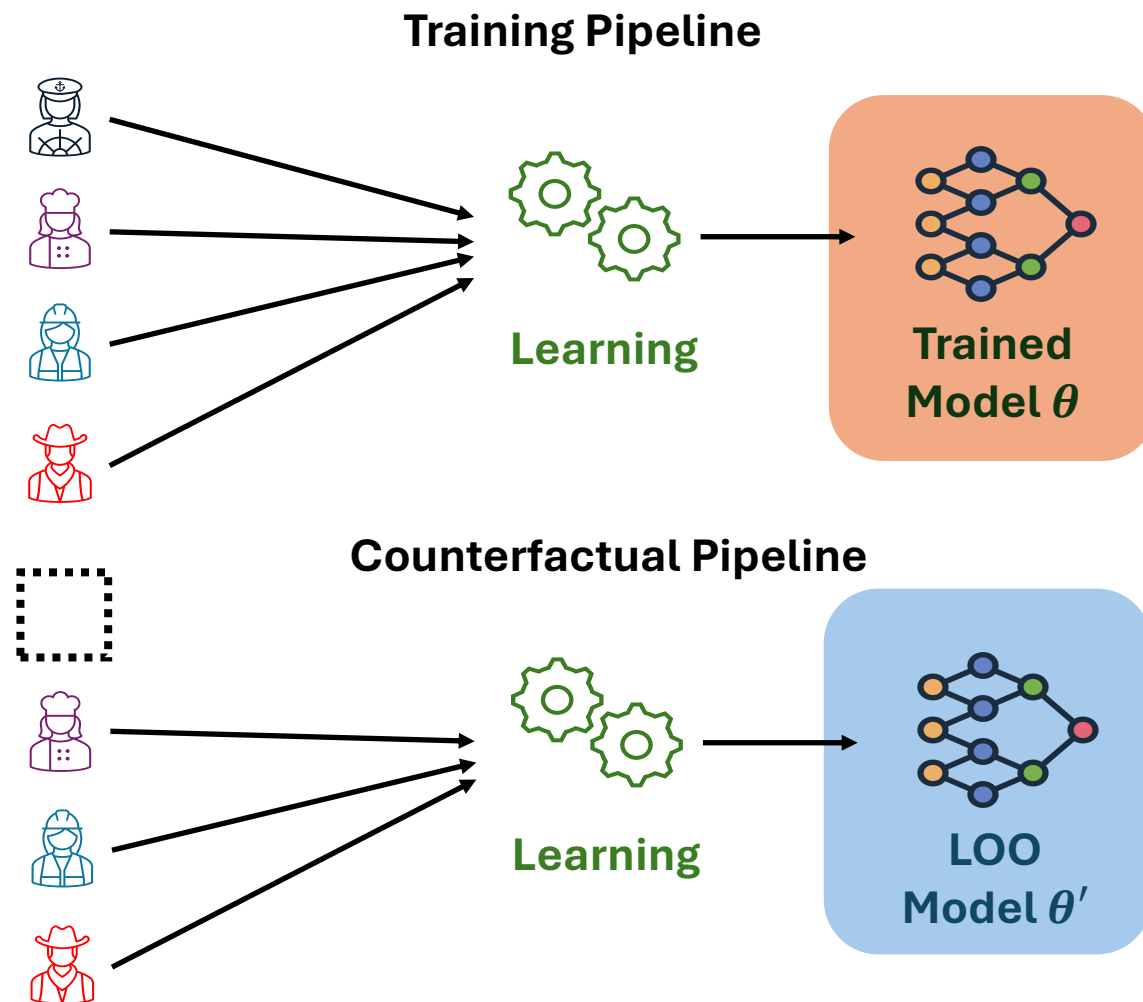 Training Pipeline
Learning
Trained
Model θ
Counterfactual Pipeline
Learning
LOO
Model θ′